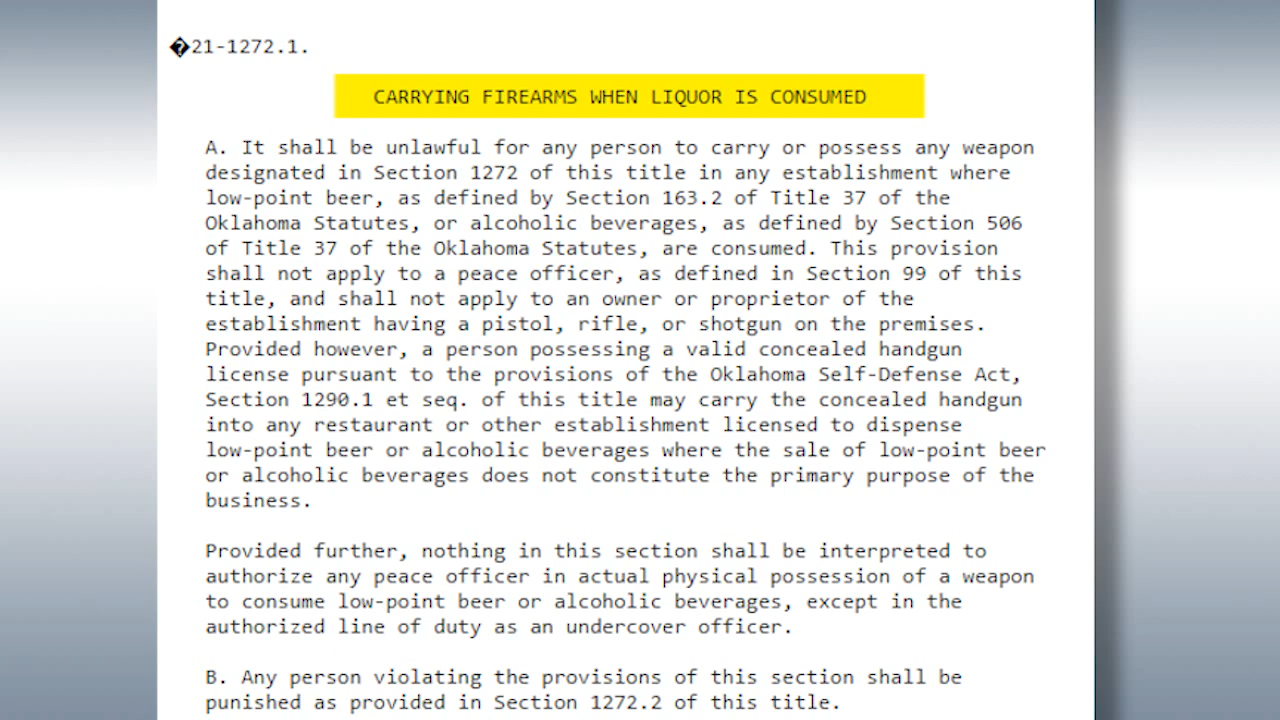 �21-1272.1.
CARRYING FIREARMS WHEN LIQUOR IS CONSUMED
A. It shall be unlawful for any person to carry or possess any weapon
designated in Section 1272 of this title in any establishment where
low-point beer, as defined by Section 163.2 of Title 37 of the
Oklahoma Statutes, or alcoholic beverages, as defined by Section 506
of Title 37 of the Oklahoma Statutes, are consumed. This provision
shall not apply to a peace officer, as defined in Section 99 of this
title, and shall not apply to an owner or proprietor of the
establishment having a pistol, rifle, or shotgun on the premises.
Provided however, a person possessing a valid concealed handgun
license pursuant to the provisions of the Oklahoma Self-Defense Act,
Section 1290.1 et seq. of this title may carry the concealed handgun
into any restaurant or other establishment licensed to dispense
low-point beer or alcoholic beverages where the sale of low-point beer
or alcoholic beverages does not constitute the primary purpose of the
business.
Provided further, nothing in this section shall be interpreted to
authorize any peace officer in actual physical possession of a weapon
to consume low-point beer or alcoholic beverages, except in the
authorized line of duty as an undercover officer.
B. Any person violating the provisions of this section shall be
punished as provided in Section 1272.2 of this title.